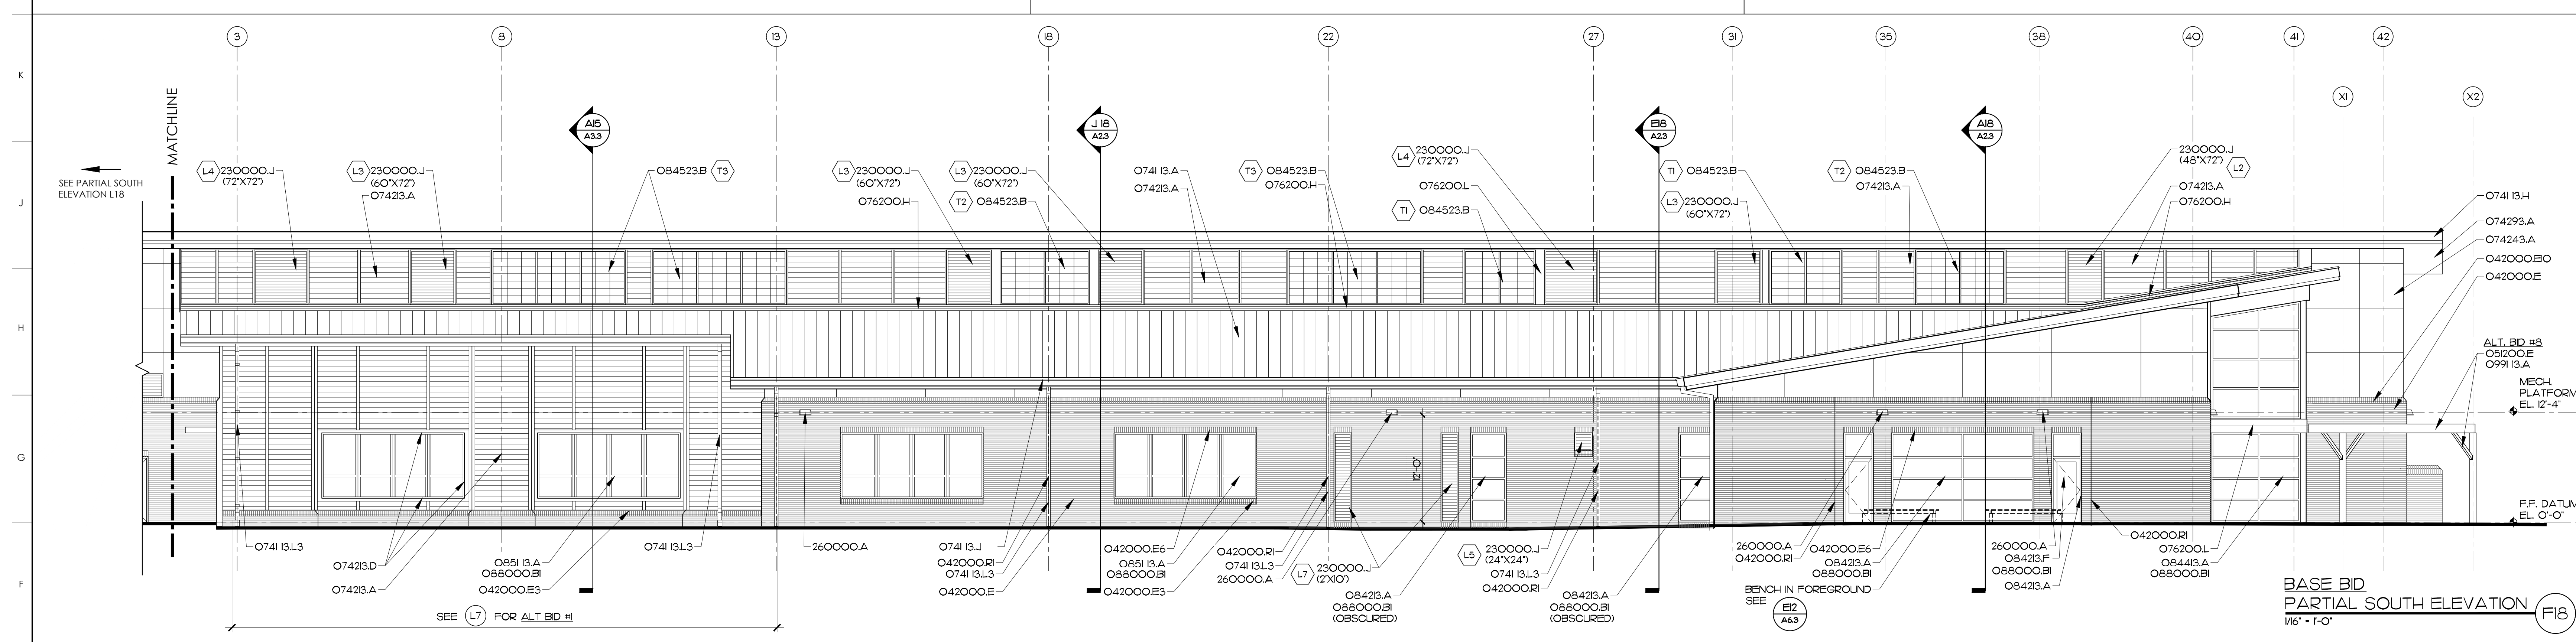 3 8 13 18 22 27 31 35 38 40 41 42
X1 X2
K
J
H
G
F
MATCHLINE
SEE PARTIAL SOUTH
ELEVATION L18
A15
A3.3
J 18
A2.3
E18
A2.3
A18
A2.3
L4 230000.J
(72"X72")
L3 230000.J
(60"X72")
074213.A
084523.B T3
L3 230000.J
(60"X72")
076200.H
L3 230000.J
(60"X72")
T2 084523.B
074113.A
074213.A
T3 084523.B
076200.H
L4 230000.J
(72"X72")
076200.L
T1 084523.B
T1 084523.B
L3 230000.J
(60"X72")
T2 084523.B
074213.A
230000.J
(48"X72") L2
074213.A
076200.H
074113.H
074293.A
074243.A
042000.E10
042000.E
ALT. BID #8
051200.E
099113.A
MECH.
PLATFORM
EL. 12'-4"
F.F. DATUM
EL. 0'-0"
12'-0"
074113.L3
074213.D
074213.A
085113.A
088000.B1
042000.E3
074113.L3
260000.A
074113.J
042000.R1
074113.L3
042000.E
042000.E6
085113.A
088000.B1
042000.E3
042000.R1
074113.L3
260000.A
L7 230000.J
(2'X10')
084213.A
088000.B1
(OBSCURED)
L5 230000.J
(24"X24")
074113.L3
042000.R1
084213.A
088000.B1
(OBSCURED)
260000.A
042000.R1
042000.E6
084213.A
088000.B1
BENCH IN FOREGROUND
SEE
E12
A6.3
260000.A
084213.F
088000.B1
084213.A
042000.R1
076200.L
084413.A
088000.B1
SEE L7 FOR ALT BID #1
BASE BID
PARTIAL SOUTH ELEVATION F18
1/16" = 1'-0"